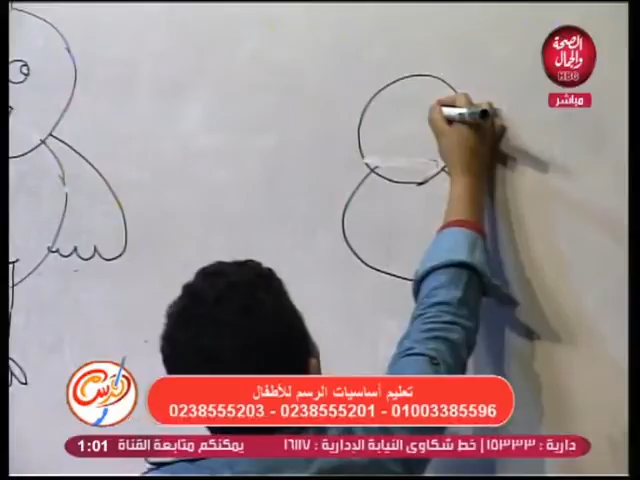 الصحة
والجمال
HBC
مباشر
تعليم أساسيات الرسم للأطفال
0238555203 - 0238555201 - 01003385596
1:01 يمكنكم متابعة القناة دارية: ١٥٣٣٣| خط شكاوى النيابة الإدارية: ١٦١١٧